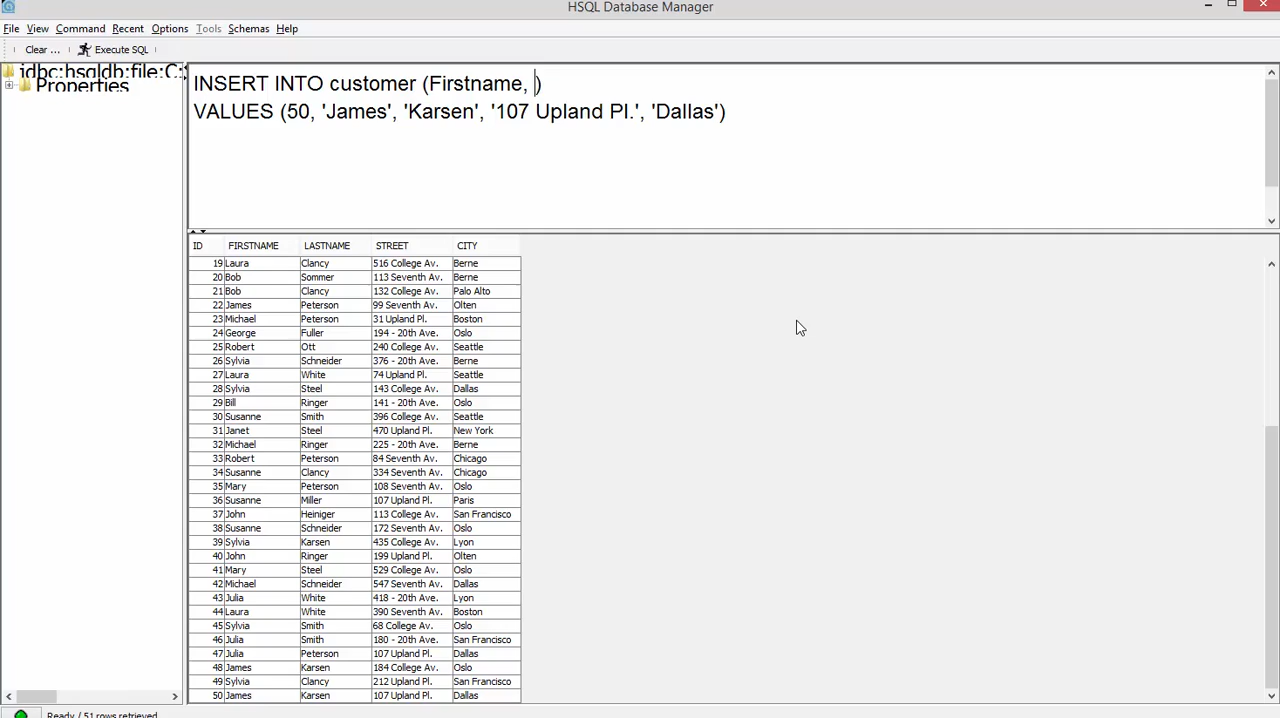 HSQL Database Manager
File View Command Recent Options Tools Schemas Help
Clear ... Execute SQL
jdbc:hsqldb:file:C:
Properties
INSERT INTO customer (Firstname, )
VALUES (50, 'James', 'Karsen', '107 Upland Pl.', 'Dallas')
ID FIRSTNAME LASTNAME STREET CITY
19 Laura Clancy 516 College Av. Berne
20 Bob Sommer 113 Seventh Av. Berne
21 Bob Clancy 132 College Av. Palo Alto
22 James Peterson 99 Seventh Av. Olten
23 Michael Peterson 31 Upland Pl. Boston
24 George Fuller 194 - 20th Ave. Oslo
25 Robert Ott 240 College Av. Seattle
26 Sylvia Schneider 376 - 20th Ave. Berne
27 Laura White 74 Upland Pl. Seattle
28 Sylvia Steel 143 College Av. Dallas
29 Bill Ringer 141 - 20th Ave. Oslo
30 Susanne Smith 396 College Av. Seattle
31 Janet Steel 470 Upland Pl. New York
32 Michael Ringer 225 - 20th Ave. Berne
33 Robert Peterson 84 Seventh Av. Chicago
34 Susanne Clancy 334 Seventh Av. Chicago
35 Mary Peterson 108 Seventh Av. Oslo
36 Susanne Miller 107 Upland Pl. Paris
37 John Heiniger 113 College Av. San Francisco
38 Susanne Schneider 172 Seventh Av. Oslo
39 Sylvia Karsen 435 College Av. Lyon
40 John Ringer 199 Upland Pl. Olten
41 Mary Steel 529 College Av. Oslo
42 Michael Schneider 547 Seventh Av. Dallas
43 Julia White 418 - 20th Ave. Lyon
44 Laura White 390 Seventh Av. Boston
45 Sylvia Smith 68 College Av. Oslo
46 Julia Smith 180 - 20th Ave. San Francisco
47 Julia Peterson 107 Upland Pl. Dallas
48 James Karsen 184 College Av. Oslo
49 Sylvia Clancy 212 Upland Pl. San Francisco
50 James Karsen 107 Upland Pl. Dallas
Ready / 51 rows retrieved